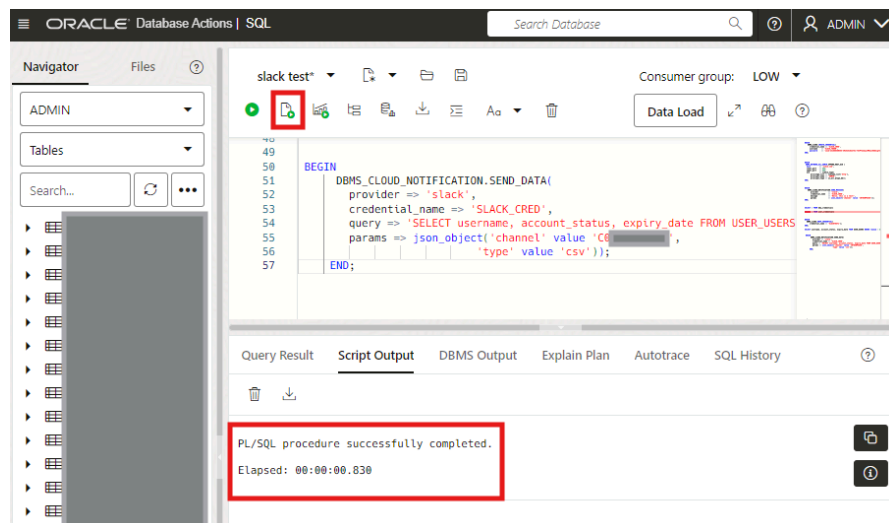 ORACLE Database Actions | SQL
Search Database
ADMIN
Navigator
Files
ADMIN
Tables
Search...
slack test*
Consumer group: LOW
Aa
Data Load
48
49
50 BEGIN
51 DBMS_CLOUD_NOTIFICATION.SEND_DATA(
52 provider => 'slack',
53 credential_name => 'SLACK_CRED',
54 query => 'SELECT username, account_status, expiry_date FROM USER_USERS
55 params => json_object('channel' value 'C0 ',
56 'type' value 'csv'));
57 END;
Query Result
Script Output
DBMS Output
Explain Plan
Autotrace
SQL History
PL/SQL procedure successfully completed.
Elapsed: 00:00:00.830